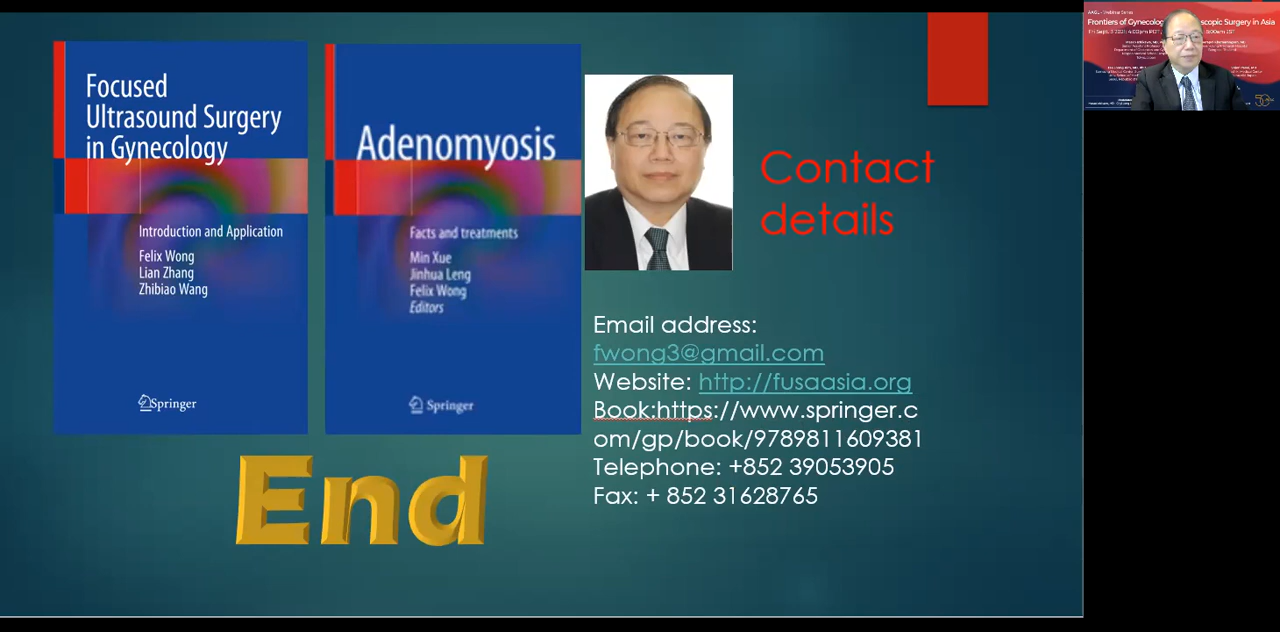 Focused
Ultrasound Surgery
in Gynecology
Introduction and Application
Felix Wong
Lian Zhang
Zhibiao Wang
Springer
Adenomyosis
Facts and treatments
Min Xue
Jinhua Leng
Felix Wong
Editors
Springer
Contact
details
Email address:
fwong3@gmail.com
Website: http://fusaasia.org
Book:https://www.springer.c
om/gp/book/9789811609381
Telephone: +852 39053905
Fax: + 852 31628765
End
AAGL - Webinar Series
Frontiers of Gynecolog
scopic Surgery in Asia